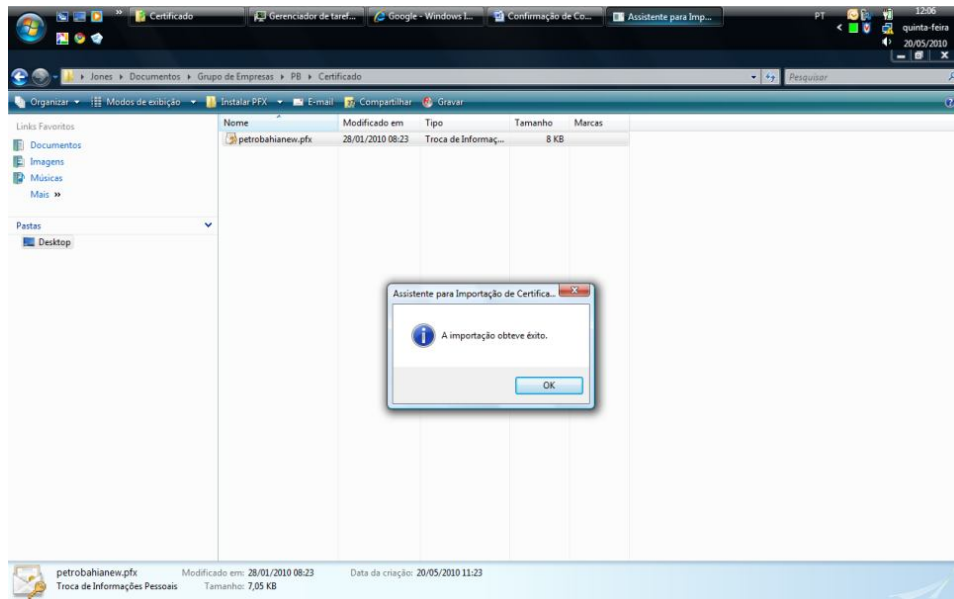 » Certificado Gerenciador de taref... Google - Windows I... Confirmação de Co... Assistente para Imp... PT 12:06
quinta-feira
20/05/2010
Jones ▸ Documentos ▸ Grupo de Empresas ▸ PB ▸ Certificado Pesquisar
Organizar Modos de exibição Instalar PFX E-mail Compartilhar Gravar
Links Favoritos
Documentos
Imagens
Músicas
Mais »
Pastas
Desktop
Nome Modificado em Tipo Tamanho Marcas
petrobahianew.pfx 28/01/2010 08:23 Troca de Informaç... 8 KB
Assistente para Importação de Certifica...
A importação obteve êxito.
OK
petrobahianew.pfx Modificado em: 28/01/2010 08:23 Data da criação: 20/05/2010 11:23
Troca de Informações Pessoais Tamanho: 7,05 KB